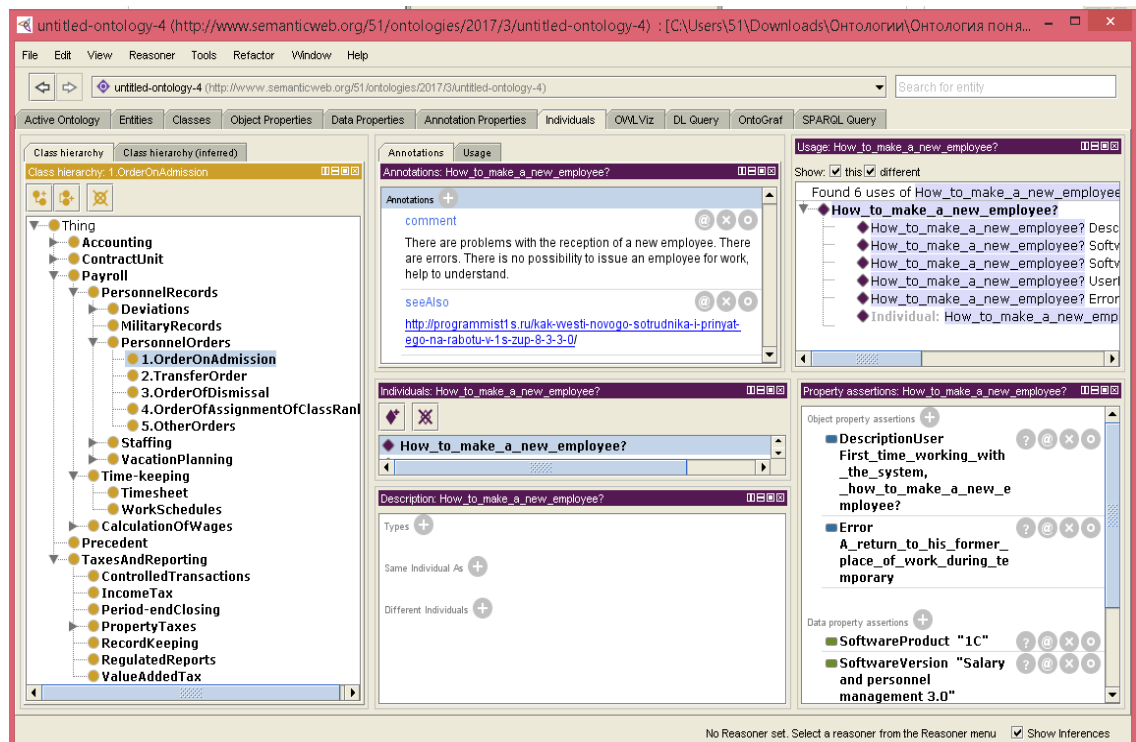 untitled-ontology-4 (http://www.semanticweb.org/51/ontologies/2017/3/untitled-ontology-4) : [C:\Users\51\Downloads\Онтологии\Онтология поня...
File Edit View Reasoner Tools Refactor Window Help
untitled-ontology-4 (http://www.semanticweb.org/51/ontologies/2017/3/untitled-ontology-4)
Search for entity
Active Ontology Entities Classes Object Properties Data Properties Annotation Properties Individuals OWLViz DL Query OntoGraf SPARQL Query
Class hierarchy Class hierarchy (inferred)
Class hierarchy: 1.OrderOnAdmission
Thing
Accounting
ContractUnit
Payroll
PersonnelRecords
Deviations
MilitaryRecords
PersonnelOrders
1.OrderOnAdmission
2.TransferOrder
3.OrderOfDismissal
4.OrderOfAssignmentOfClassRanl
5.OtherOrders
Staffing
VacationPlanning
Time-keeping
Timesheet
WorkSchedules
CalculationOfWages
Precedent
TaxesAndReporting
ControlledTransactions
IncomeTax
Period-endClosing
PropertyTaxes
RecordKeeping
RegulatedReports
ValueAddedTax
Annotations Usage
Annotations: How_to_make_a_new_employee?
Annotations
comment
There are problems with the reception of a new employee. There
are errors. There is no possibility to issue an employee for work,
help to understand.
seeAlso
http://programmist1s.ru/kak-vvesti-novogo-sotrudnika-i-prinyat-
ego-na-rabotu-v-1s-zup-8-3-3-0/
Individuals: How_to_make_a_new_employee?
How_to_make_a_new_employee?
Description: How_to_make_a_new_employee?
Types
Same Individual As
Different Individuals
Usage: How_to_make_a_new_employee?
Show: this different
Found 6 uses of How_to_make_a_new_employee
How_to_make_a_new_employee?
How_to_make_a_new_employee? Desc
How_to_make_a_new_employee? Softw
How_to_make_a_new_employee? Softw
How_to_make_a_new_employee? UserI
How_to_make_a_new_employee? Error
Individual: How_to_make_a_new_emp
Property assertions: How_to_make_a_new_employee?
Object property assertions
DescriptionUser
First_time_working_with
_the_system,
_how_to_make_a_new_e
mployee?
Error
A_return_to_his_former_
place_of_work_during_te
mporary
Data property assertions
SoftwareProduct "1C"
SoftwareVersion "Salary
and personnel
management 3.0"
No Reasoner set. Select a reasoner from the Reasoner menu Show Inferences